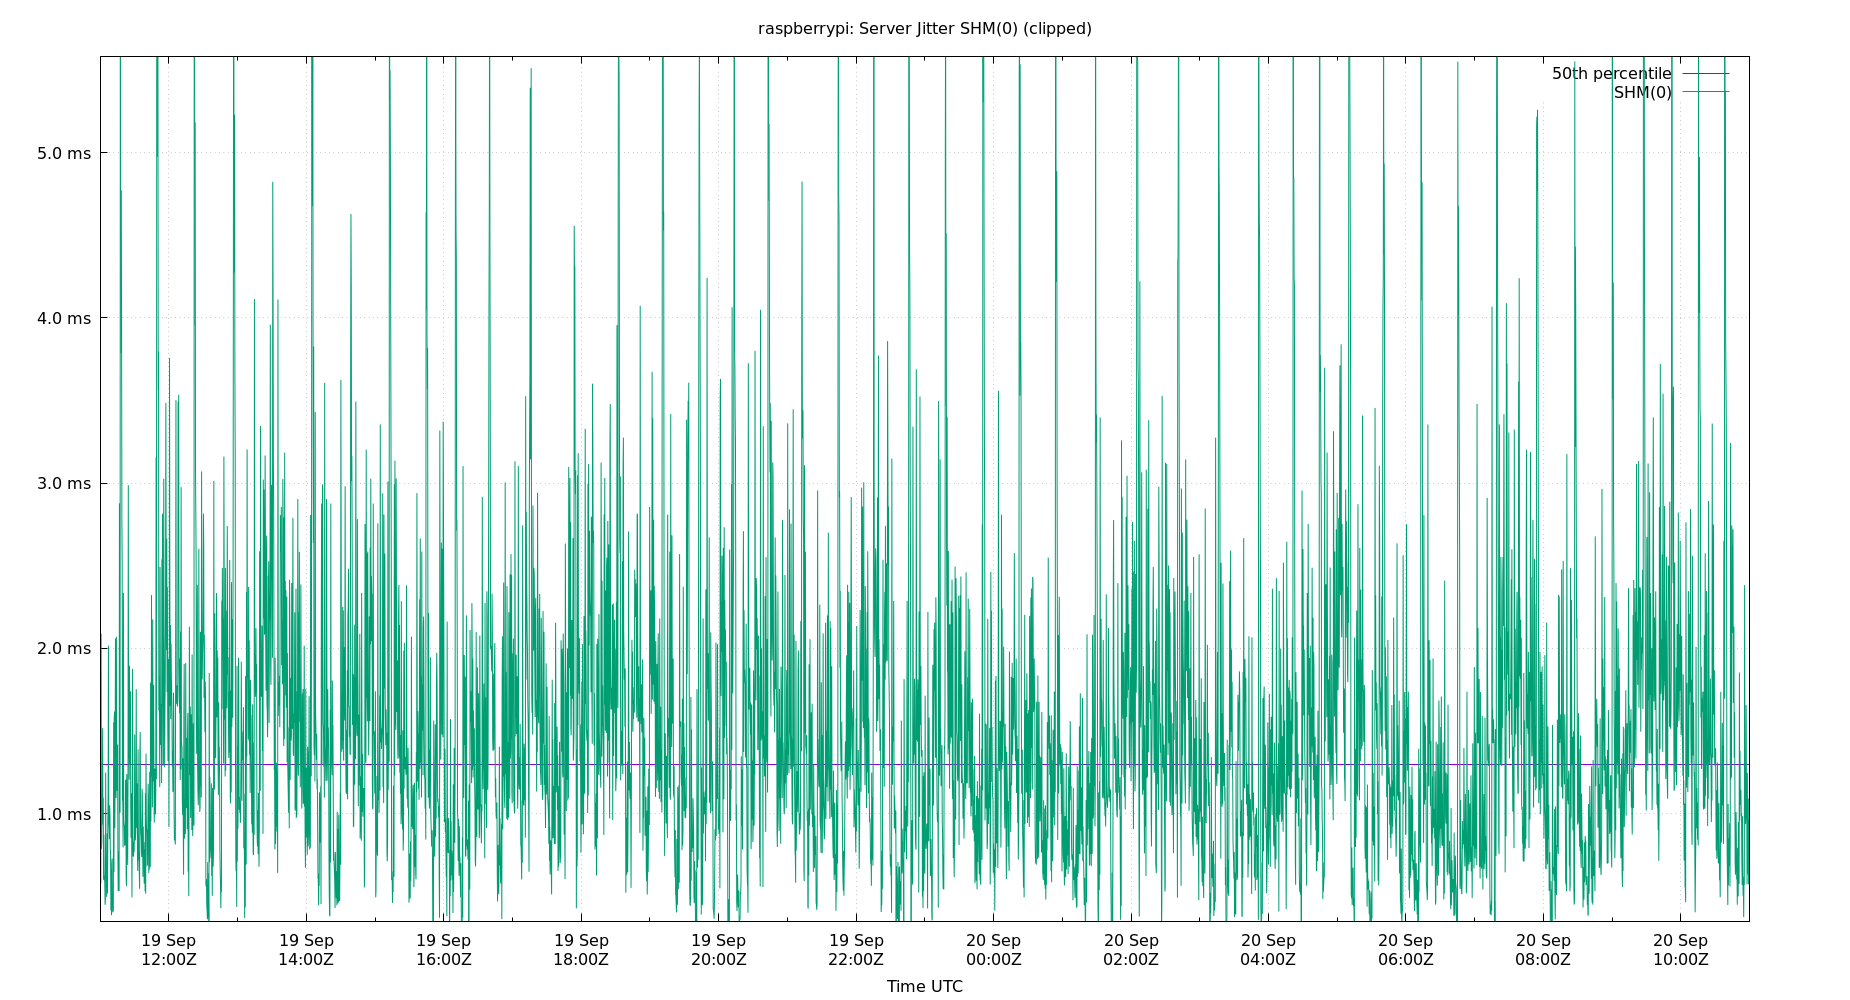 raspberrypi: Server Jitter SHM(0) (clipped)
50th percentile
SHM(0)
5.0 ms
4.0 ms
3.0 ms
2.0 ms
1.0 ms
19 Sep 19 Sep 19 Sep 19 Sep 19 Sep 19 Sep 20 Sep 20 Sep 20 Sep 20 Sep 20 Sep 20 Sep
12:00Z 14:00Z 16:00Z 18:00Z 20:00Z 22:00Z 00:00Z 02:00Z 04:00Z 06:00Z 08:00Z 10:00Z
Time UTC